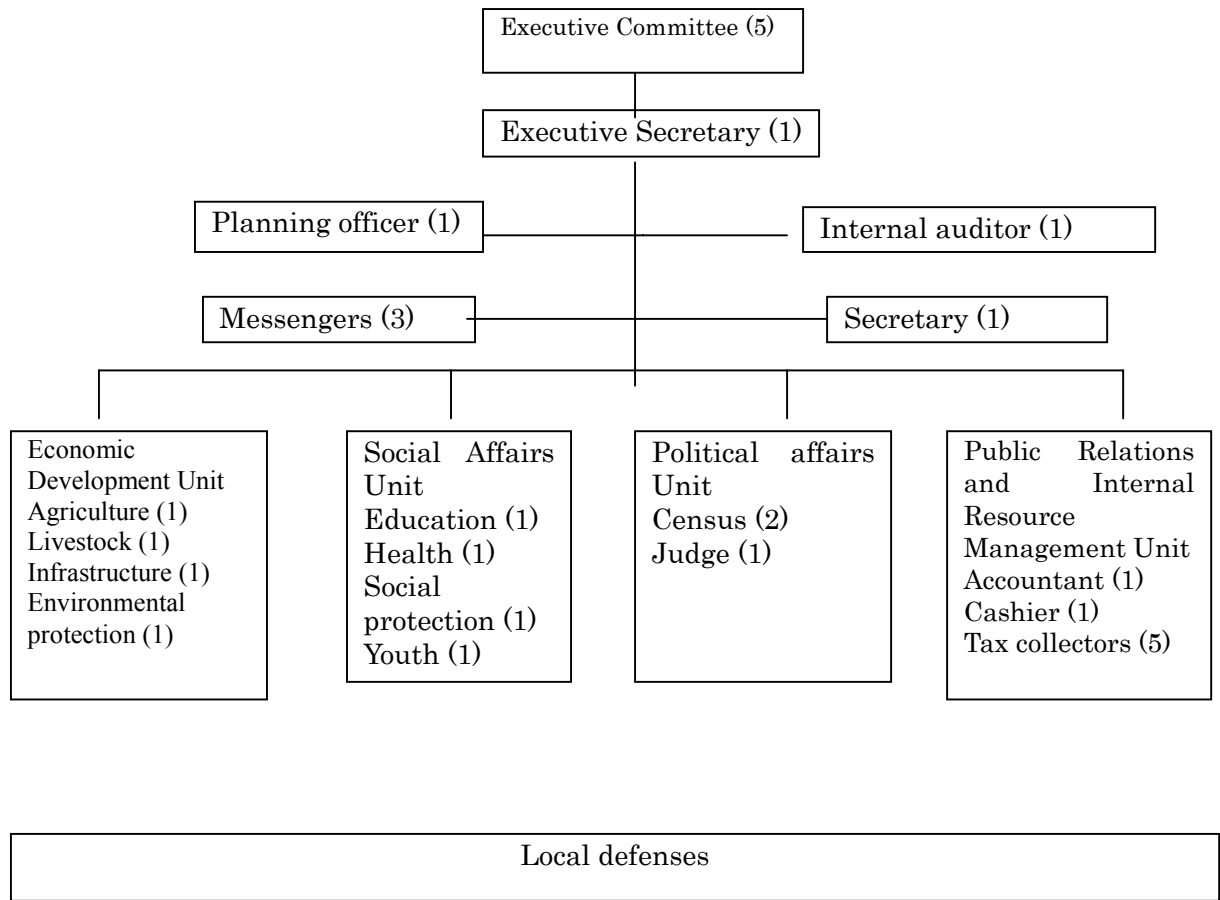 Executive Committee (5)
Executive Secretary (1)
Planning officer (1)
Internal auditor (1)
Messengers (3)
Secretary (1)
Economic
Development Unit
Agriculture (1)
Livestock (1)
Infrastructure (1)
Environmental
protection (1)
Social Affairs
Unit
Education (1)
Health (1)
Social
protection (1)
Youth (1)
Political affairs
Unit
Census (2)
Judge (1)
Public Relations
and Internal
Resource
Management Unit
Accountant (1)
Cashier (1)
Tax collectors (5)
Local defenses